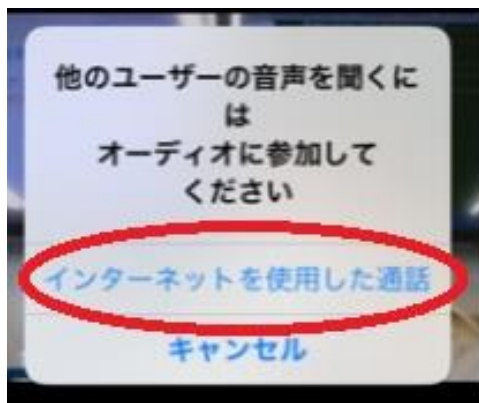 他のユーザーの音声を聞くに
は
オーディオに参加して
ください
インターネットを使用した通話
キャンセル